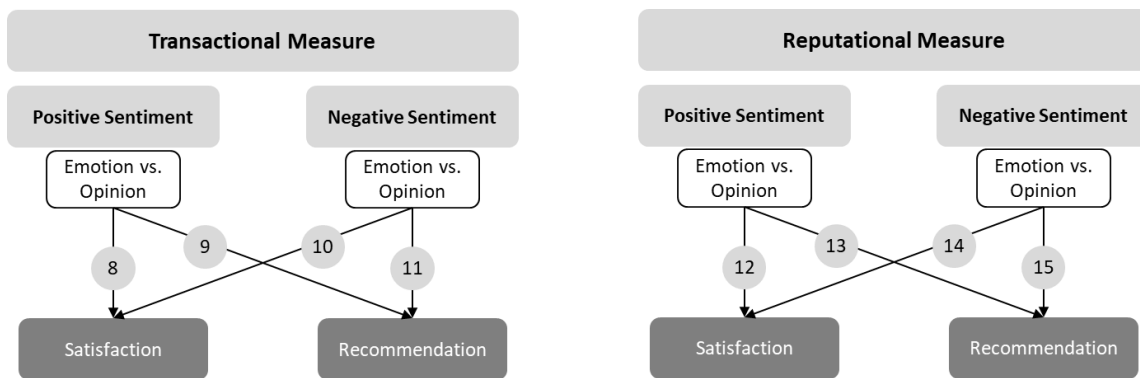 Transactional Measure
Reputational Measure
Positive Sentiment
Negative Sentiment
Positive Sentiment
Negative Sentiment
Emotion vs.
Opinion
Emotion vs.
Opinion
Emotion vs.
Opinion
Emotion vs.
Opinion
8
9
10
11
12
13
14
15
Satisfaction
Recommendation
Satisfaction
Recommendation